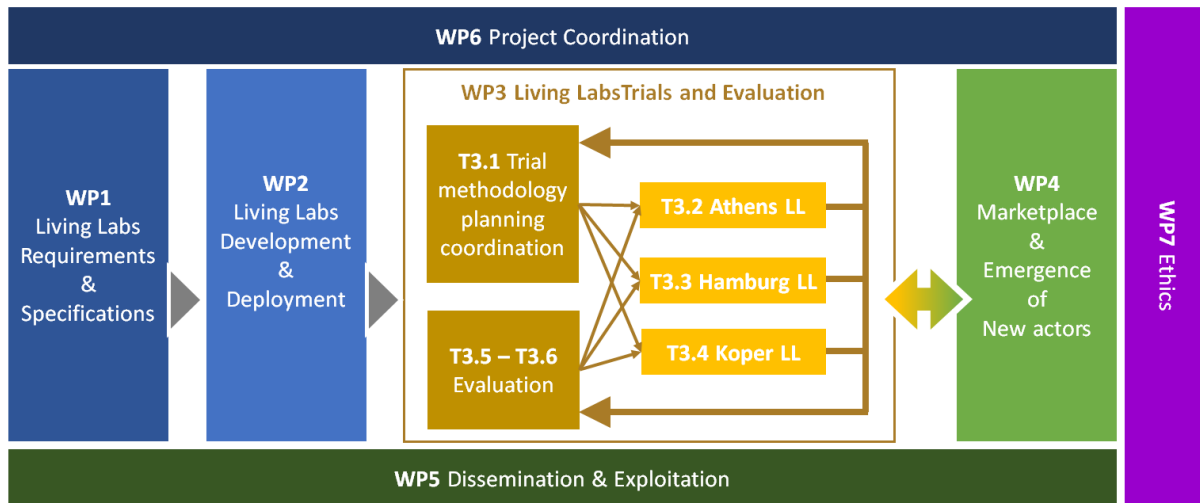 WP6 Project Coordination
WP1
Living Labs
Requirements
&
Specifications
WP2
Living Labs
Development
&
Deployment
WP3 Living LabsTrials and Evaluation
T3.1 Trial
methodology
planning
coordination
T3.5 – T3.6
Evaluation
T3.2 Athens LL
T3.3 Hamburg LL
T3.4 Koper LL
WP4
Marketplace
&
Emergence
of
New actors
WP7 Ethics
WP5 Dissemination & Exploitation